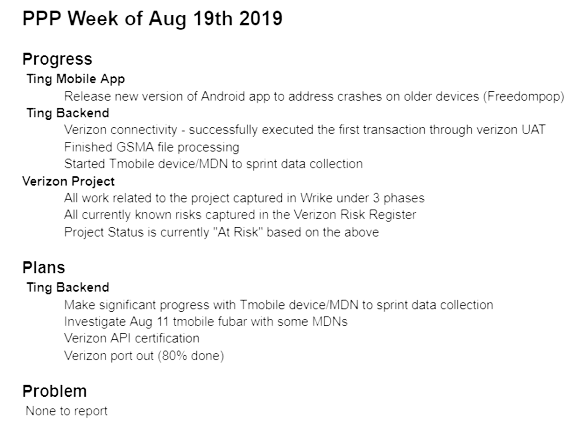 PPP Week of Aug 19th 2019
Progress
Ting Mobile App
Release new version of Android app to address crashes on older devices (Freedompop)
Ting Backend
Verizon connectivity - successfully executed the first transaction through verizon UAT
Finished GSMA file processing
Started Tmobile device/MDN to sprint data collection
Verizon Project
All work related to the project captured in Wrike under 3 phases
All currently known risks captured in the Verizon Risk Register
Project Status is currently "At Risk" based on the above
Plans
Ting Backend
Make significant progress with Tmobile device/MDN to sprint data collection
Investigate Aug 11 tmobile fubar with some MDNs
Verizon API certification
Verizon port out (80% done)
Problem
None to report